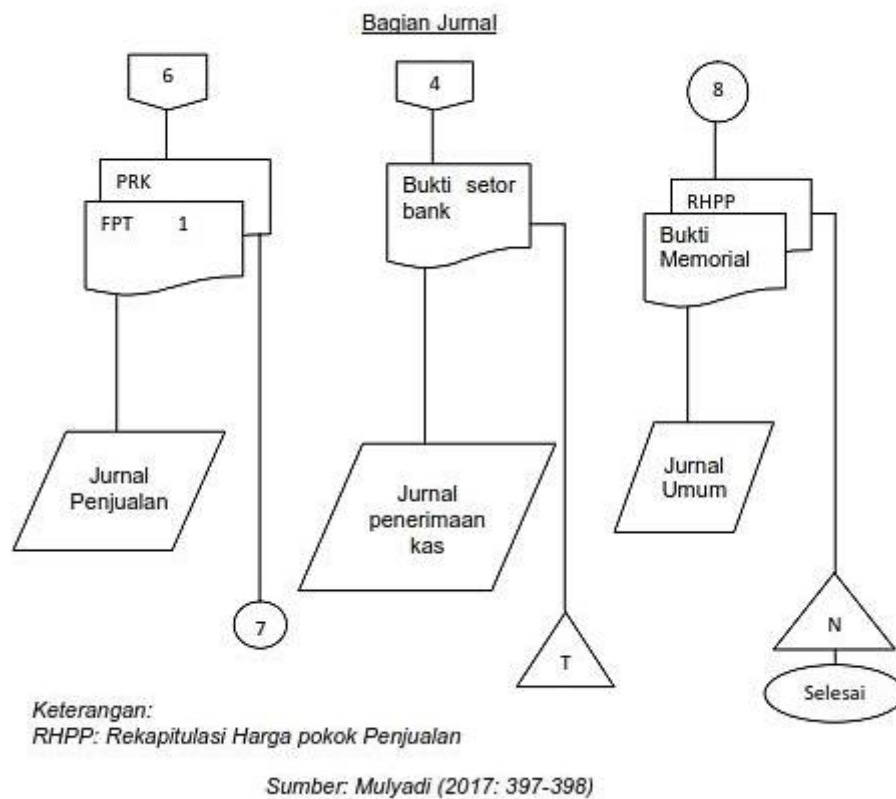 Bagian Jurnal
6
4
8
PRK
FPT 1
Bukti setor
bank
RHPP
Bukti
Memorial
Jurnal
Penjualan
Jurnal
penerimaan
kas
Jurnal
Umum
7
T
N
Selesai
Keterangan:
RHPP: Rekapitulasi Harga pokok Penjualan
Sumber: Mulyadi (2017: 397-398)